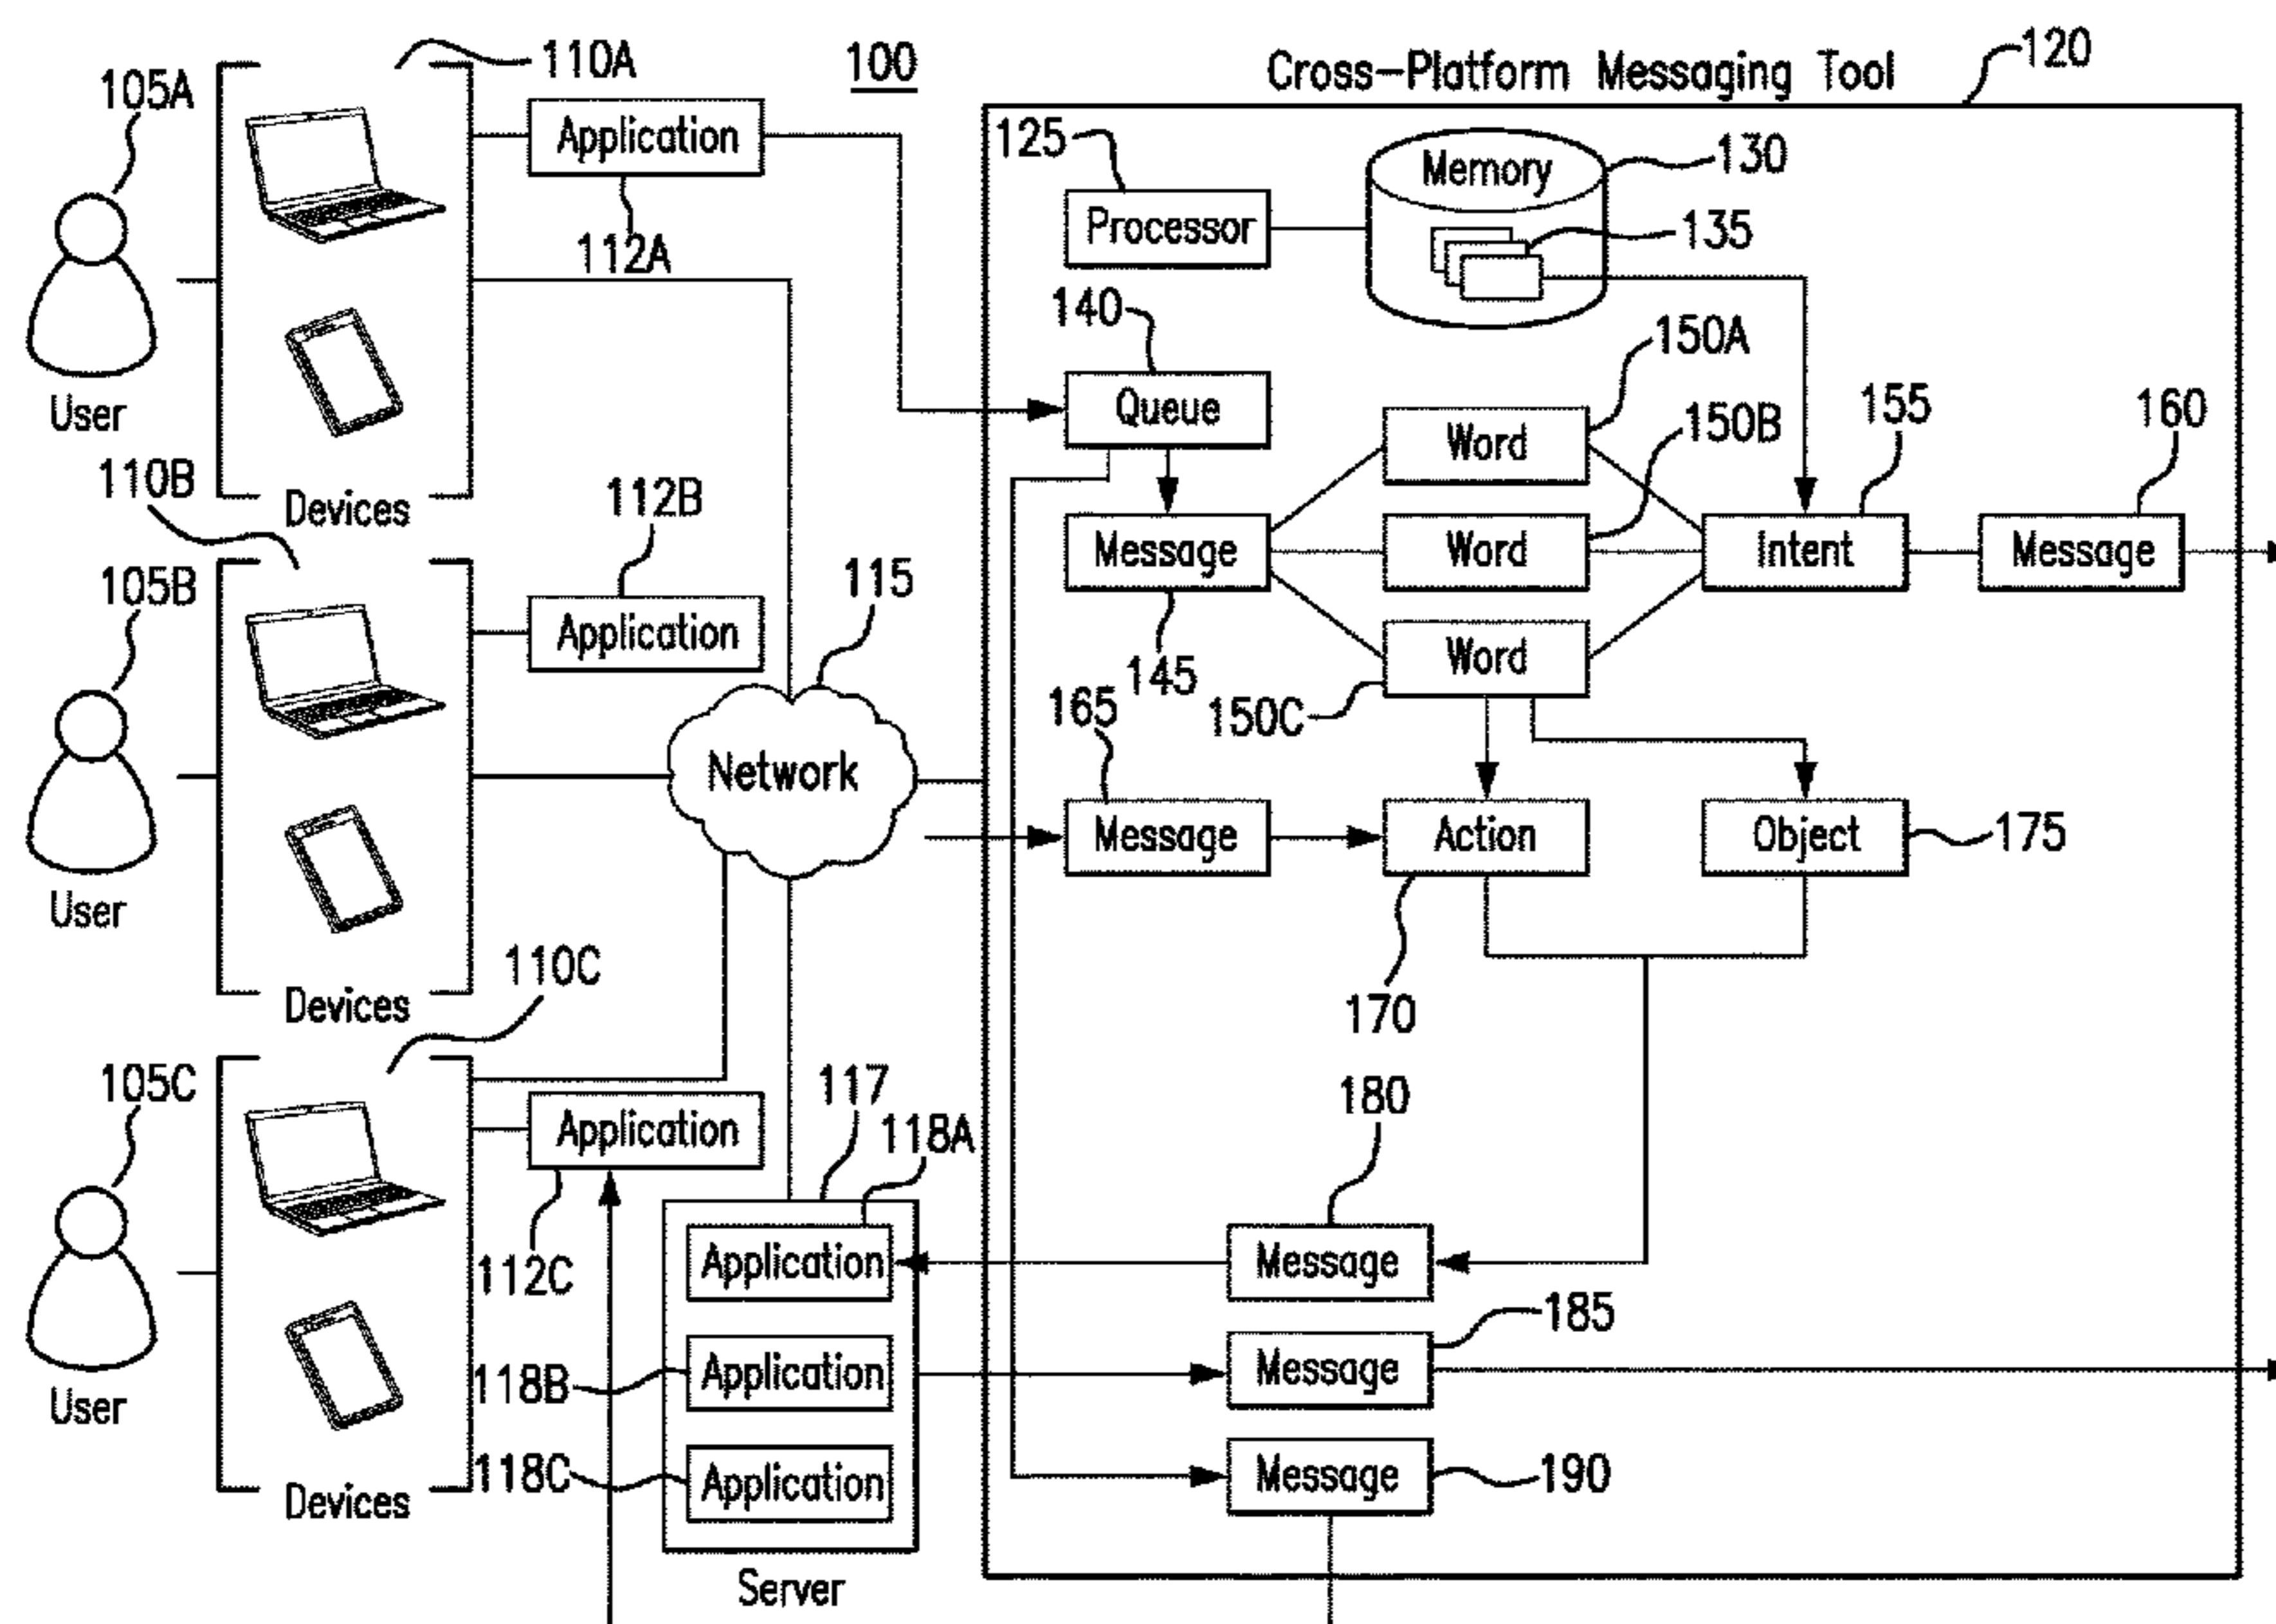 100
110A
105A
Application
112A
User
Devices
110B
112B
105B
Application
115
User
Devices
Network
110C
105C
Application
112C
117
118A
Application
118B
Application
118C
Application
User
Devices
Server
Cross-Platform Messaging Tool
120
125
Processor
Memory
130
135
140
Queue
150A
Word
150B
Word
155
Intent
160
Message
Message
145
Word
150C
165
Message
Action
170
Object
175
180
Message
185
Message
Message
190